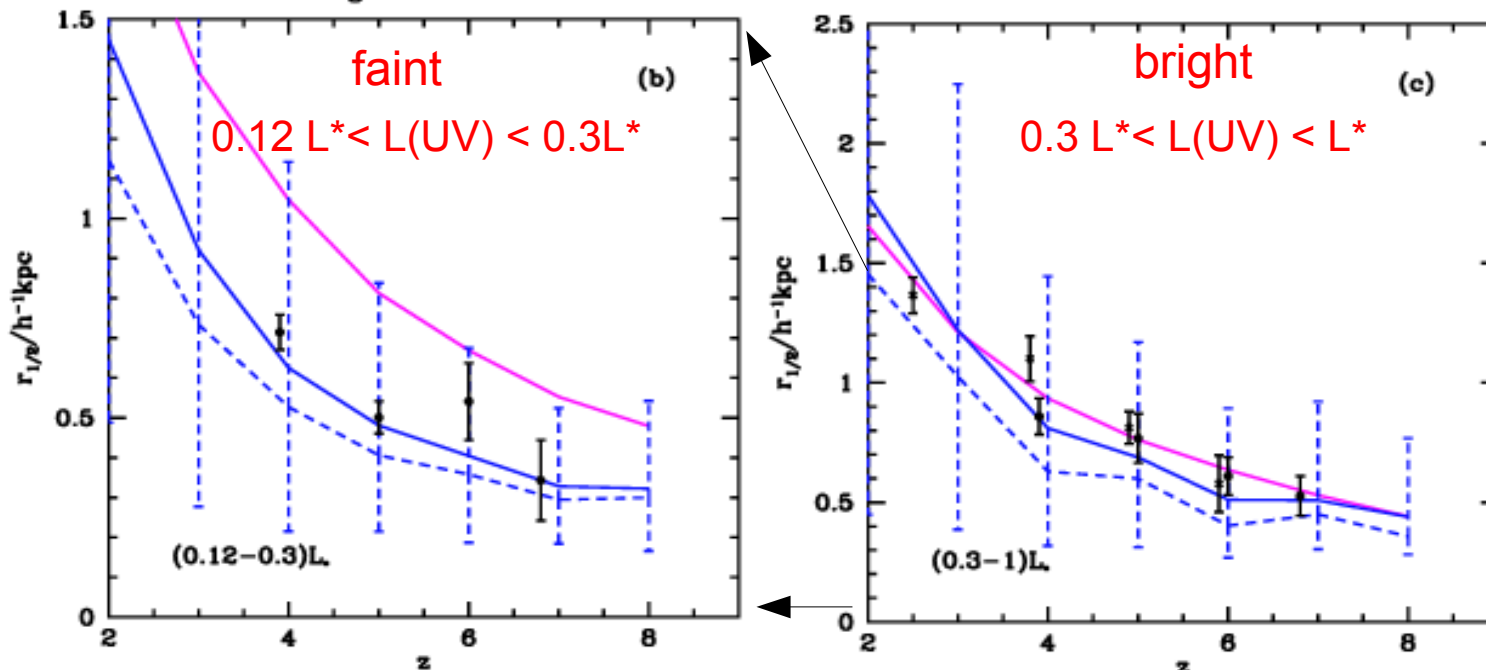 1.5
1
0.5
0
2
4
6
8
z
r1/2/h⁻¹kpc
faint
(b)
0.12 L*< L(UV) < 0.3L*
(0.12−0.3)L*
2.5
2
1.5
1
0.5
0
2
4
6
8
z
r1/2/h⁻¹kpc
bright
(c)
0.3 L*< L(UV) < L*
(0.3−1)L*